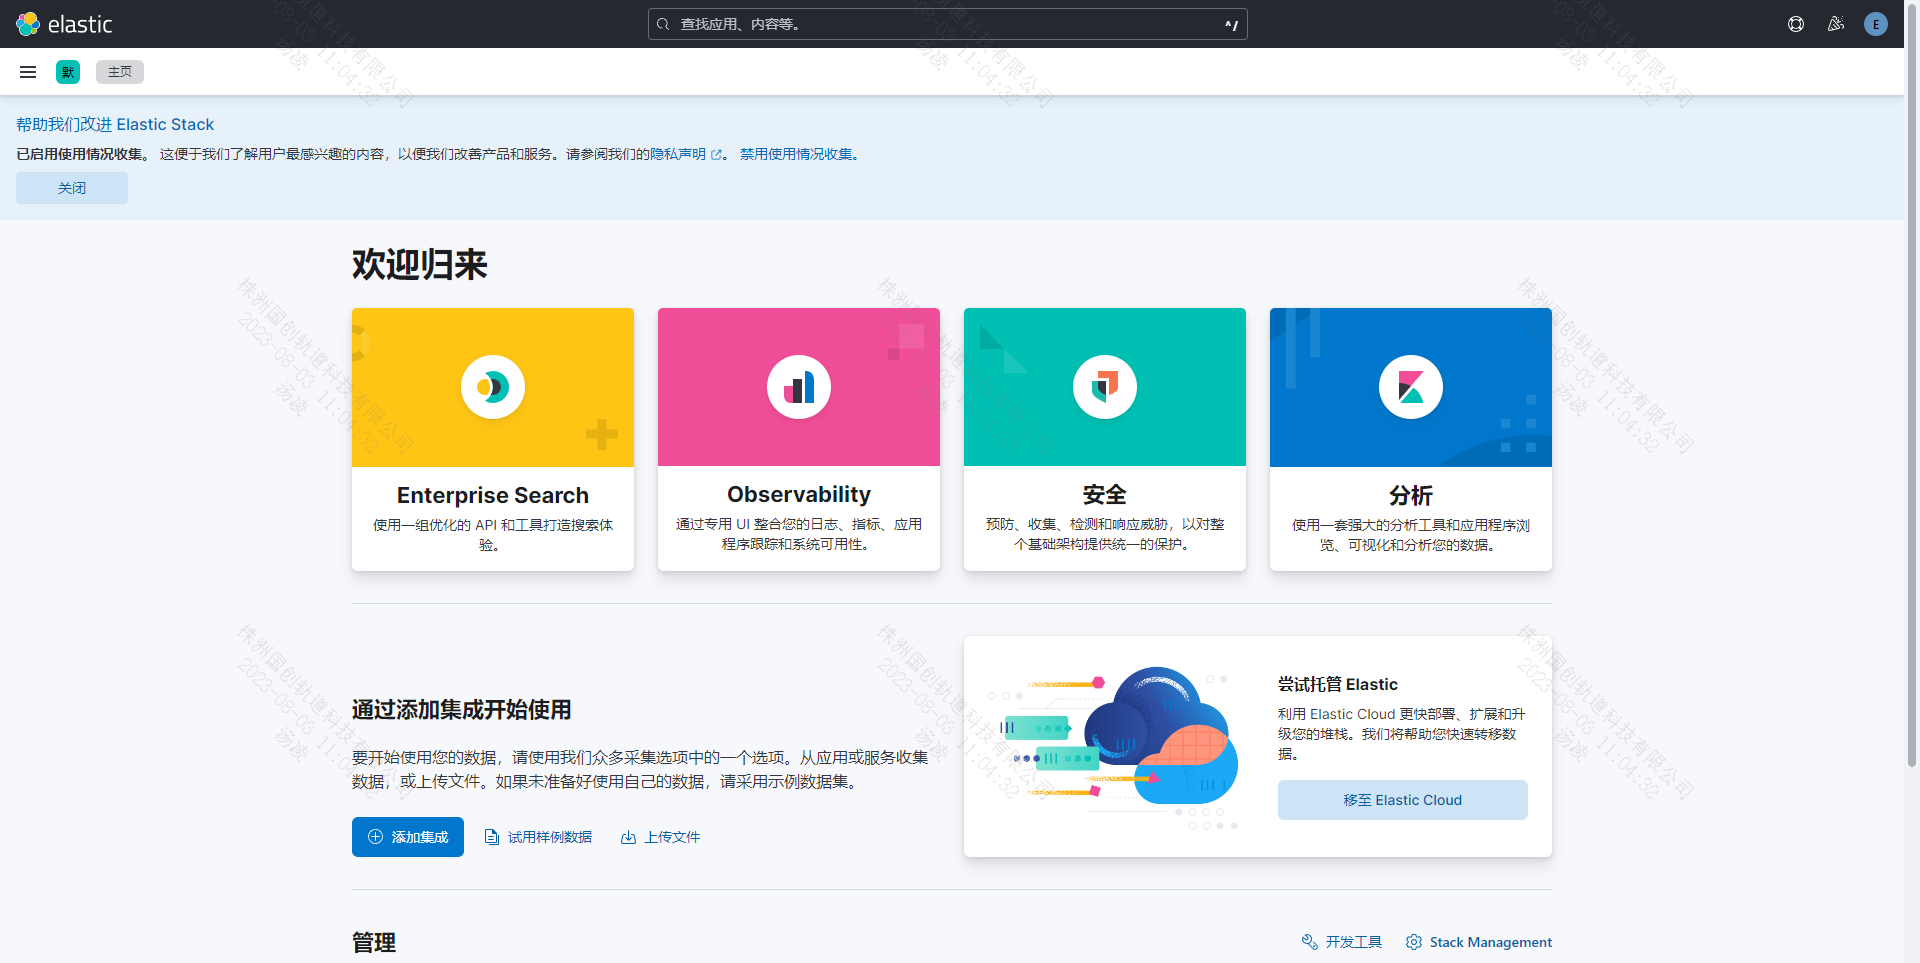 elastic
查找应用、内容等。
^/
E
默
主页
帮助我们改进 Elastic Stack
已启用使用情况收集。 这便于我们了解用户最感兴趣的内容，以便我们改善产品和服务。请参阅我们的隐私声明。 禁用使用情况收集。
关闭
欢迎归来
Enterprise Search
使用一组优化的 API 和工具打造搜索体
验。
Observability
通过专用 UI 整合您的日志、指标、应用
程序跟踪和系统可用性。
安全
预防、收集、检测和响应威胁，以对整
个基础架构提供统一的保护。
分析
使用一套强大的分析工具和应用程序浏
览、可视化和分析您的数据。
通过添加集成开始使用
要开始使用您的数据，请使用我们众多采集选项中的一个选项。从应用或服务收集
数据，或上传文件。如果未准备好使用自己的数据，请采用示例数据集。
添加集成
试用样例数据
上传文件
尝试托管 Elastic
利用 Elastic Cloud 更快部署、扩展和升
级您的堆栈。我们将帮助您快速转移数
据。
移至 Elastic Cloud
管理
开发工具
Stack Management
株洲国创轨道科技有限公司
2023-08-03 11:04:32
汤凌